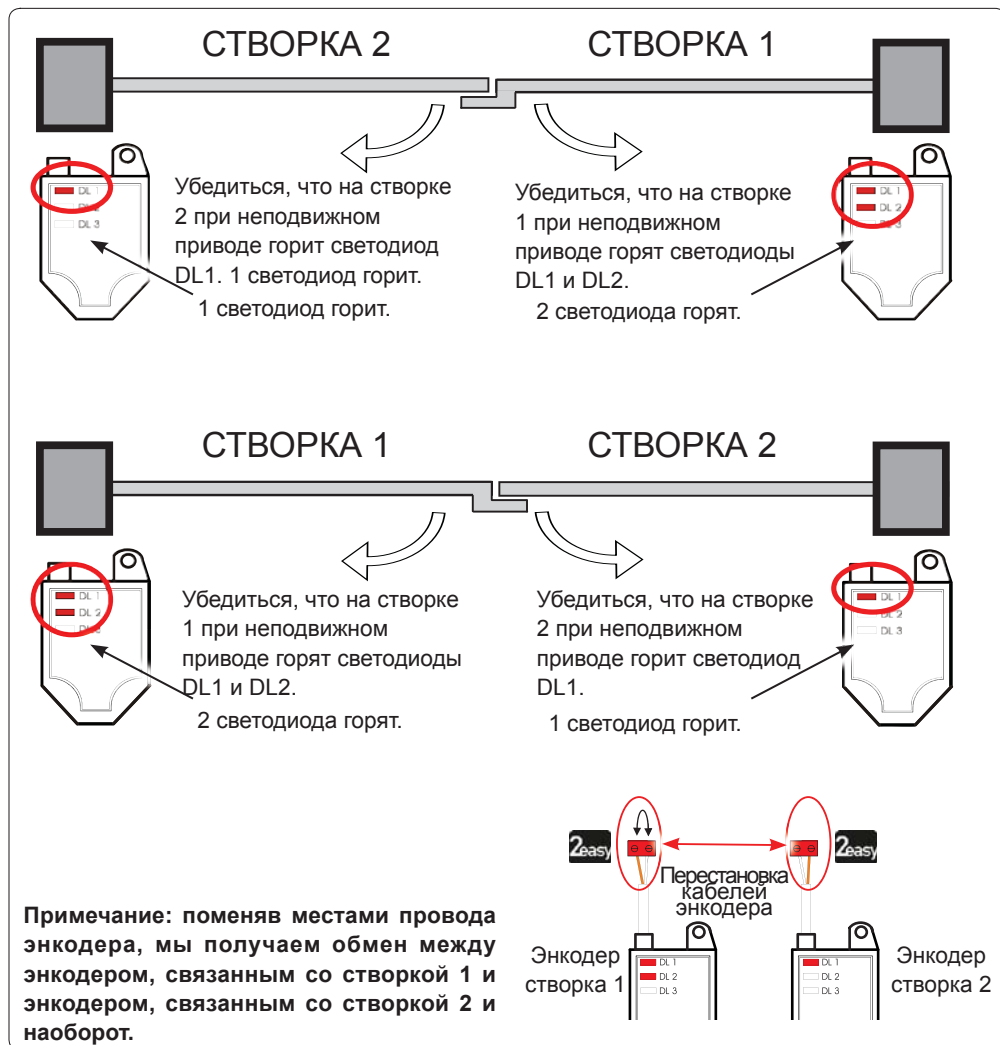 СТВОРКА 2
СТВОРКА 1
DL 1
DL 2
DL 3
Убедиться, что на створке
2 при неподвижном
приводе горит светодиод
DL1. 1 светодиод горит.
1 светодиод горит.
Убедиться, что на створке
1 при неподвижном
приводе горят светодиоды
DL1 и DL2.
2 светодиода горят.
DL 1
DL 2
DL 3
СТВОРКА 1
СТВОРКА 2
DL 1
DL 2
DL 3
Убедиться, что на створке
1 при неподвижном
приводе горят светодиоды
DL1 и DL2.
2 светодиода горят.
Убедиться, что на створке
2 при неподвижном
приводе горит светодиод
DL1.
1 светодиод горит.
DL 1
DL 2
DL 3
2easy
2easy
Перестановка
кабелей
энкодера
Примечание: поменяв местами провода
энкодера, мы получаем обмен между
энкодером, связанным со створкой 1 и
энкодером, связанным со створкой 2 и
наоборот.
Энкодер
створка 1
DL 1
DL 2
DL 3
DL 1
DL 2
DL 3
Энкодер
створка 2